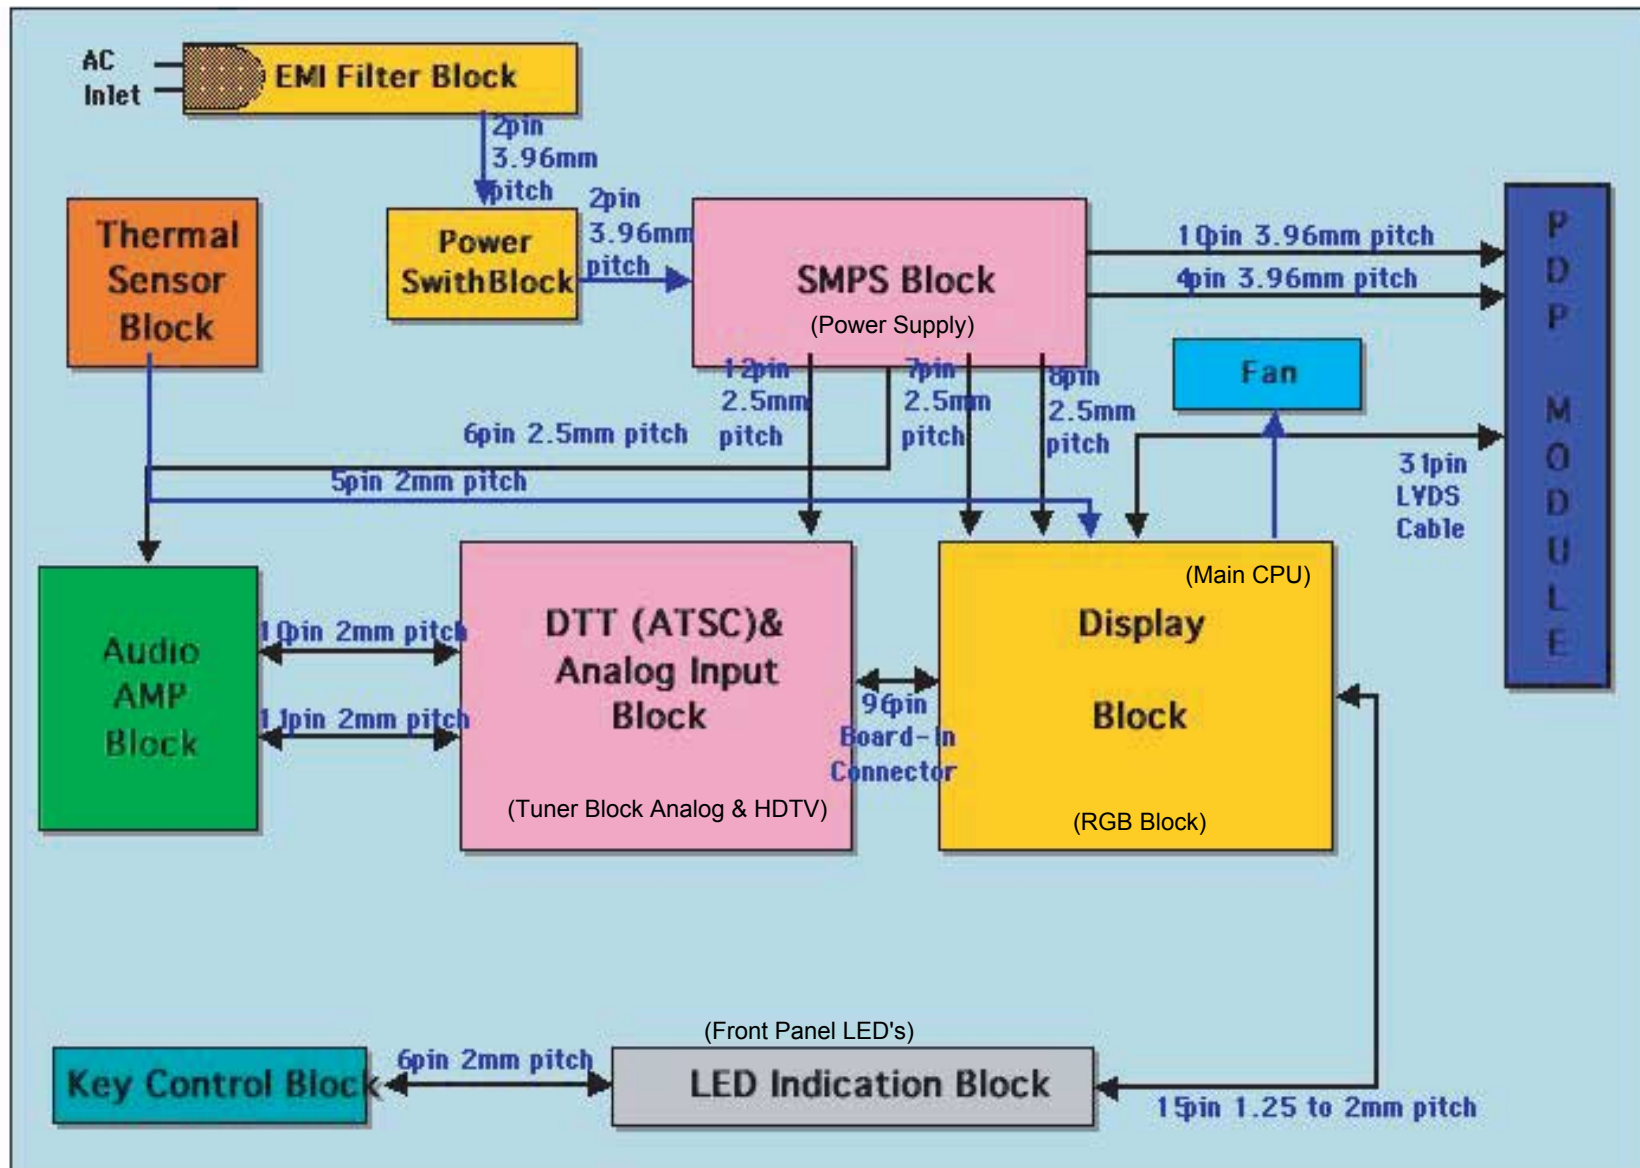 AC
Inlet
EMI Filter Block
2pin
3.96mm
pitch
Thermal
Sensor
Block
Power
SwithBlock
2pin
3.96mm
pitch
SMPS Block
(Power Supply)
10pin 3.96mm pitch
4pin 3.96mm pitch
PDP MODULE
Fan
12pin
2.5mm
pitch
7pin
2.5mm
pitch
8pin
2.5mm
pitch
6pin 2.5mm pitch
5pin 2mm pitch
31pin
LVDS
Cable
Audio
AMP
Block
10pin 2mm pitch
11pin 2mm pitch
DTT (ATSC)&
Analog Input
Block
(Tuner Block Analog & HDTV)
96pin
Board-In
Connector
(Main CPU)
Display
Block
(RGB Block)
(Front Panel LED's)
Key Control Block
6pin 2mm pitch
LED Indication Block
15pin 1.25 to 2mm pitch